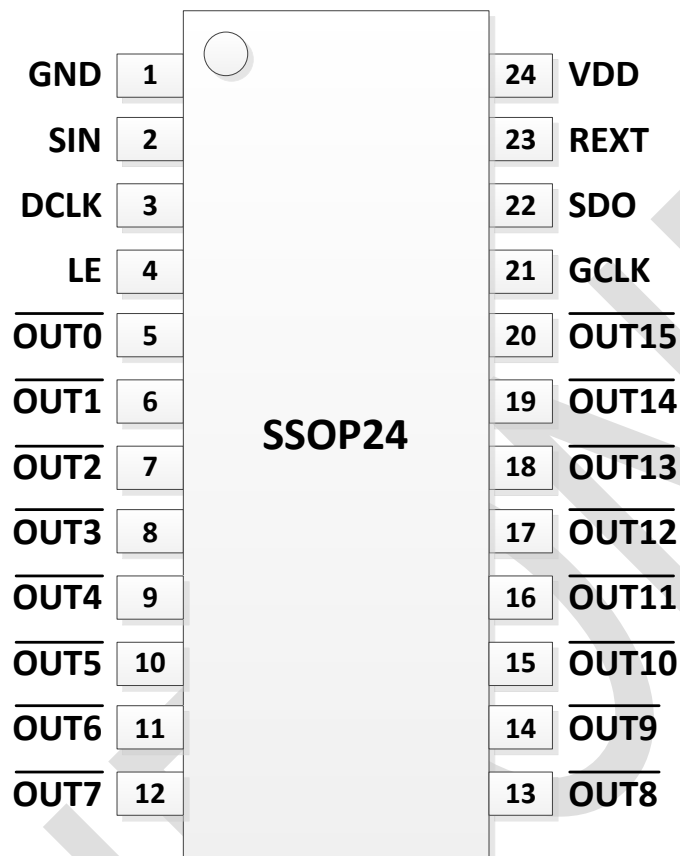 GND 1 24 VDD
SIN 2 23 REXT
DCLK 3 22 SDO
LE 4 21 GCLK
OUT0 5 20 OUT15
OUT1 6 19 OUT14
SSOP24
OUT2 7 18 OUT13
OUT3 8 17 OUT12
OUT4 9 16 OUT11
OUT5 10 15 OUT10
OUT6 11 14 OUT9
OUT7 12 13 OUT8